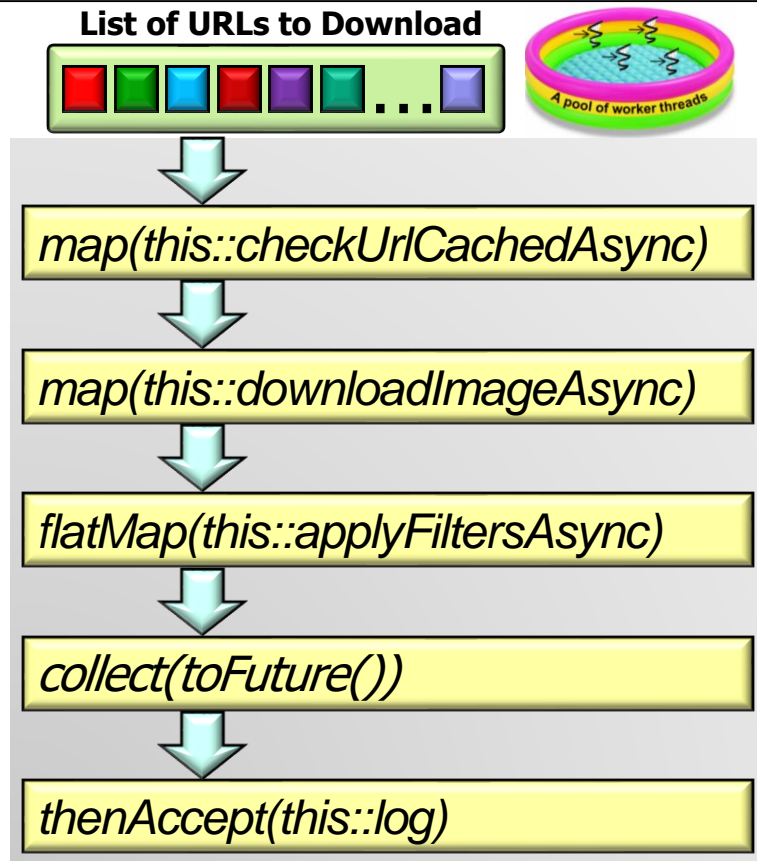 List of URLs to Download
...
A pool of worker threads
map(this::checkUrlCachedAsync)
map(this::downloadImageAsync)
flatMap(this::applyFiltersAsync)
collect(toFuture())
thenAccept(this::log)